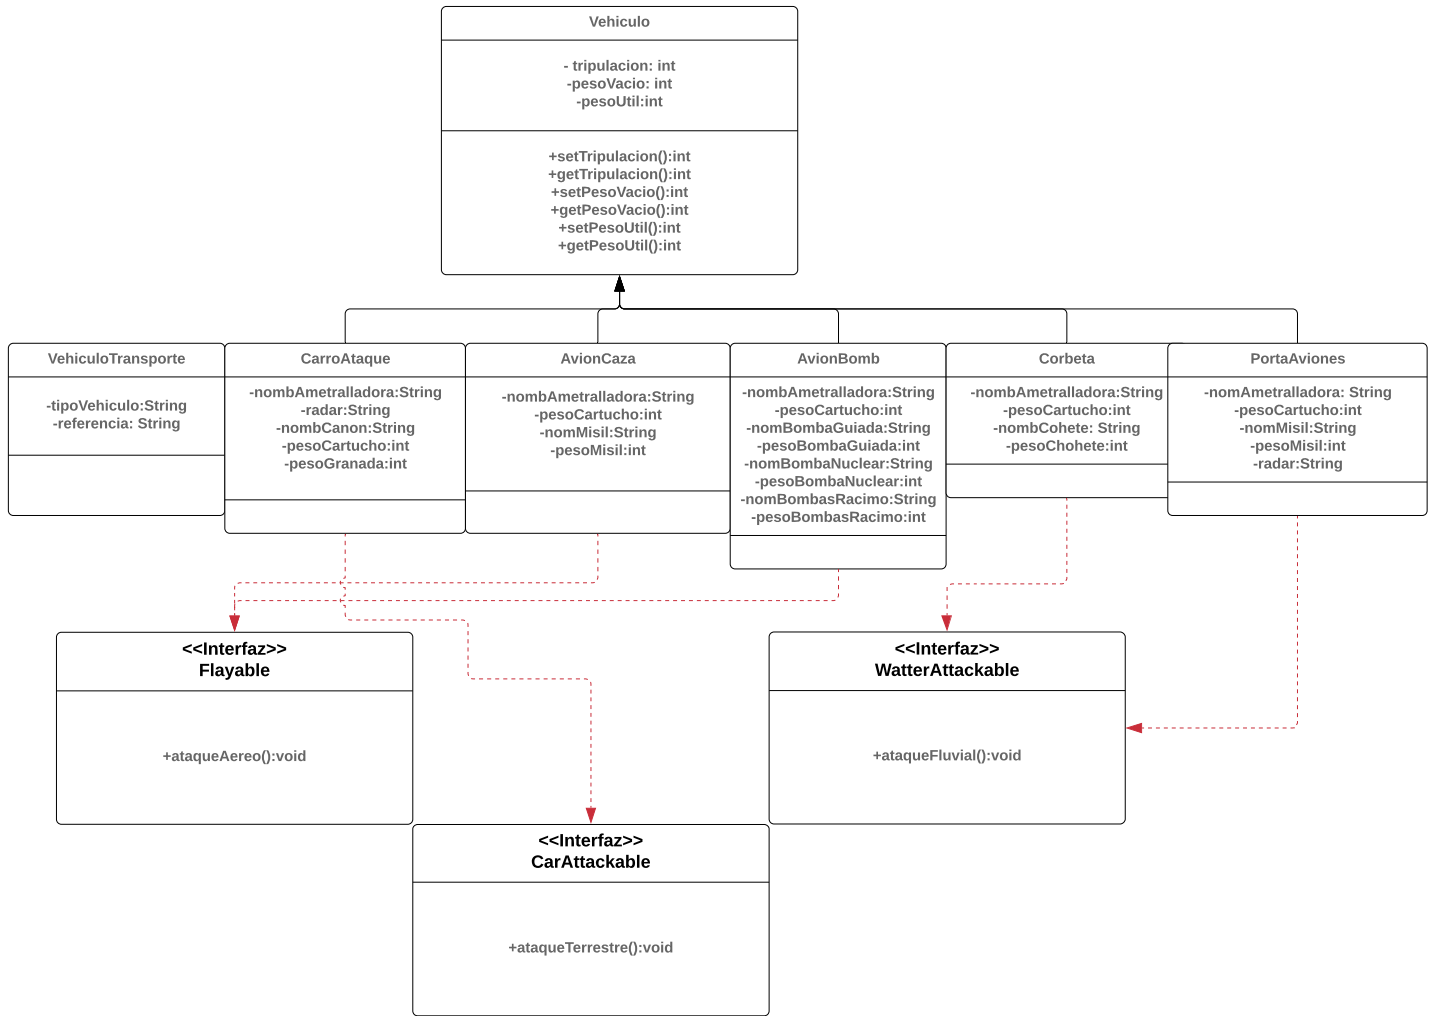 Vehiculo
- tripulacion: int
-pesoVacio: int
-pesoUtil:int
+setTripulacion():int
+getTripulacion():int
+setPesoVacio():int
+getPesoVacio():int
+setPesoUtil():int
+getPesoUtil():int
VehiculoTransporte
-tipoVehiculo:String
-referencia: String
CarroAtaque
-nombAmetralladora:String
-radar:String
-nombCanon:String
-pesoCartucho:int
-pesoGranada:int
AvionCaza
-nombAmetralladora:String
-pesoCartucho:int
-nomMisil:String
-pesoMisil:int
AvionBomb
-nombAmetralladora:String
-pesoCartucho:int
-nomBombaGuiada:String
-pesoBombaGuiada:int
-nomBombaNuclear:String
-pesoBombaNuclear:int
-nomBombasRacimo:String
-pesoBombasRacimo:int
Corbeta
-nombAmetralladora:String
-pesoCartucho:int
-nombCohete: String
-pesoChohete:int
PortaAviones
-nomAmetralladora: String
-pesoCartucho:int
-nomMisil:String
-pesoMisil:int
-radar:String
<<Interfaz>>
Flayable
+ataqueAereo():void
<<Interfaz>>
WatterAttackable
+ataqueFluvial():void
<<Interfaz>>
CarAttackable
+ataqueTerrestre():void